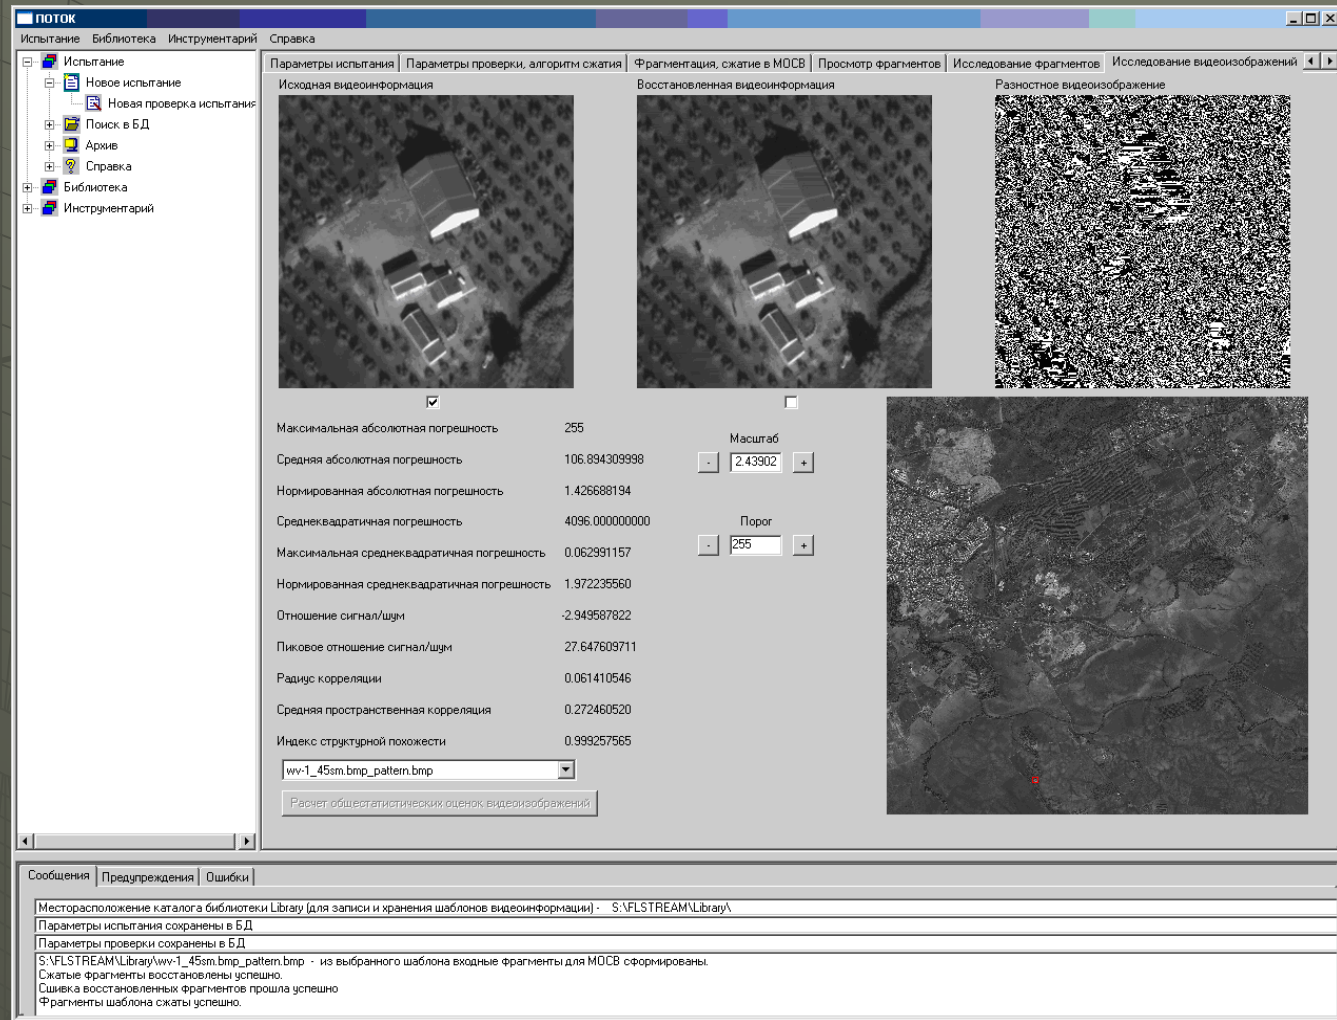 ПОТОК
Испытание Библиотека Инструментарий Справка
Испытание
Новое испытание
Новая проверка испытания
Поиск в БД
Архив
Справка
Библиотека
Инструментарий
Параметры испытания Параметры проверки, алгоритм сжатия Фрагментация, сжатие в МОСВ Просмотр фрагментов Исследование фрагментов Исследование видеоизображений
Исходная видеоинформация Восстановленная видеоинформация Разностное видеоизображение
Максимальная абсолютная погрешность 255
Средняя абсолютная погрешность 106.894309998
Нормированная абсолютная погрешность 1.426688194
Среднеквадратичная погрешность 4096.000000000
Максимальная среднеквадратичная погрешность 0.062991157
Нормированная среднеквадратичная погрешность 1.972235560
Отношение сигнал/шум -2.949587822
Пиковое отношение сигнал/шум 27.647609711
Радиус корреляции 0.061410546
Средняя пространственная корреляция 0.272460520
Индекс структурной похожести 0.999257565
Масштаб
- 2.43902 +
Порог
- 255 +
wv-1_45sm.bmp_pattern.bmp
Расчет общестатистических оценок видеоизображений
Сообщения Предупреждения Ошибки
Месторасположение каталога библиотеки Library (для записи и хранения шаблонов видеоинформации) - S:\FLSTREAM\Library\
Параметры испытания сохранены в БД
Параметры проверки сохранены в БД
S:\FLSTREAM\Library\wv-1_45sm.bmp_pattern.bmp - из выбранного шаблона входные фрагменты для МОСВ сформированы.
Сжатые фрагменты восстановлены успешно.
Сшивка восстановленных фрагментов прошла успешно
Фрагменты шаблона сжаты успешно.